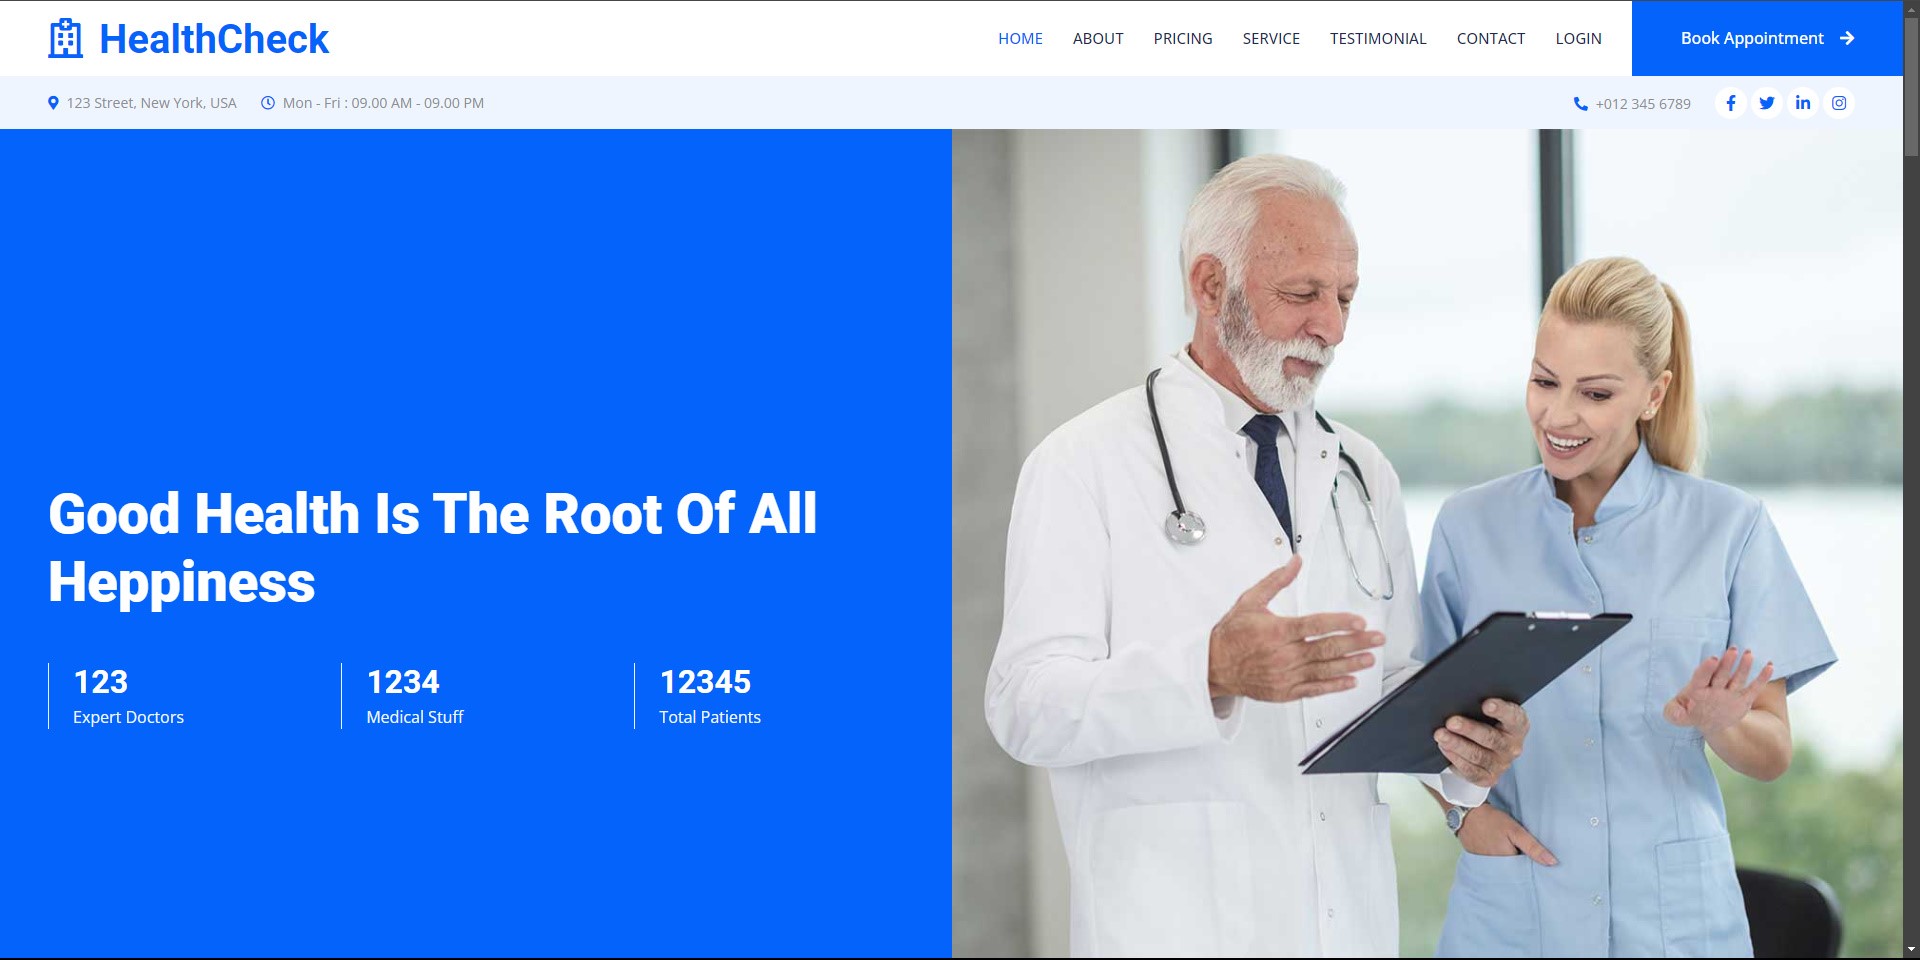 HealthCheck
HOME ABOUT PRICING SERVICE TESTIMONIAL CONTACT LOGIN
Book Appointment
123 Street, New York, USA
Mon - Fri : 09.00 AM - 09.00 PM
+012 345 6789
Good Health Is The Root Of All
Heppiness
123
Expert Doctors
1234
Medical Stuff
12345
Total Patients